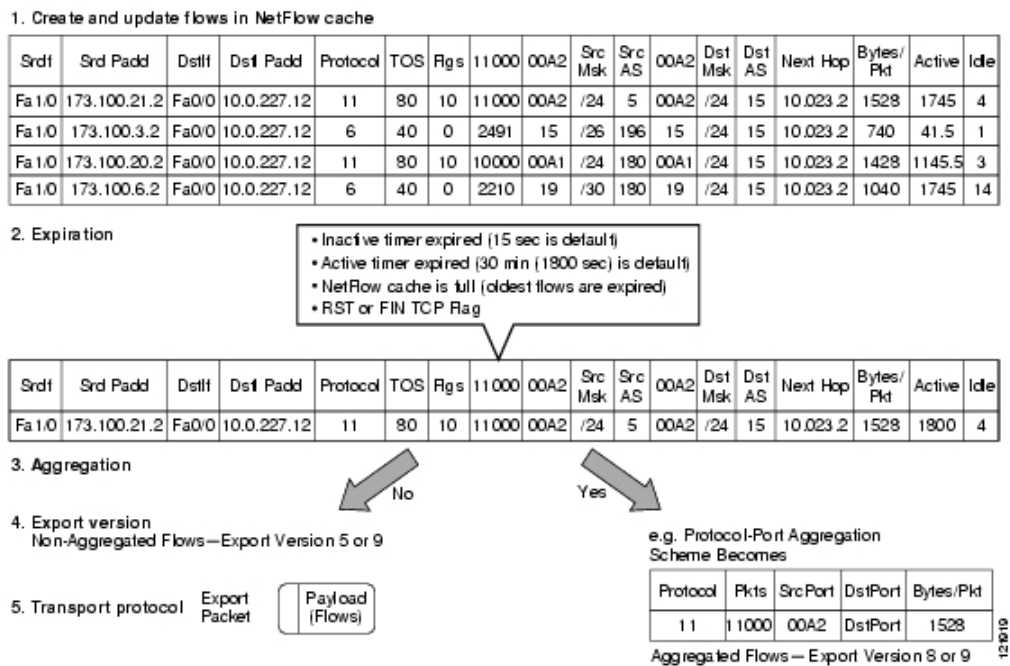 1. Create and update flows in NetFlow cache
SrdIf Srd Padd DstIf Dst Padd Protocol TOS Flgs 11000 00A2 Src Msk Src AS 00A2 Dst Msk Dst AS Next Hop Bytes/ Pkt Active Idle
Fa 1/0 173.100.21.2 Fa0/0 10.0.227.12 11 80 10 11000 00A2 /24 5 00A2 /24 15 10.023.2 1528 1745 4
Fa 1/0 173.100.3.2 Fa0/0 10.0.227.12 6 40 0 2491 15 /26 196 15 /24 15 10.023.2 740 41.5 1
Fa 1/0 173.100.20.2 Fa0/0 10.0.227.12 11 80 10 10000 00A1 /24 180 00A1 /24 15 10.023.2 1428 1145.5 3
Fa 1/0 173.100.6.2 Fa0/0 10.0.227.12 6 40 0 2210 19 /30 180 19 /24 15 10.023.2 1040 1745 14
2. Expiration
• Inactive timer expired (15 sec is default)
• Active timer expired (30 min (1800 sec) is default)
• NetFlow cache is full (oldest flows are expired)
• RST or FIN TCP Flag
SrdIf Srd Padd DstIf Dst Padd Protocol TOS Flgs 11000 00A2 Src Msk Src AS 00A2 Dst Msk Dst AS Next Hop Bytes/ Pkt Active Idle
Fa 1/0 173.100.21.2 Fa0/0 10.0.227.12 11 80 10 11000 00A2 /24 5 00A2 /24 15 10.023.2 1528 1800 4
3. Aggregation
No
Yes
4. Export version
Non-Aggregated Flows—Export Version 5 or 9
5. Transport protocol
Export
Packet
Payload
(Flows)
e.g. Protocol-Port Aggregation
Scheme Becomes
Protocol Pkts SrcPort DstPort Bytes/Pkt
11 11000 00A2 DstPort 1528
Aggregated Flows—Export Version 8 or 9
121919